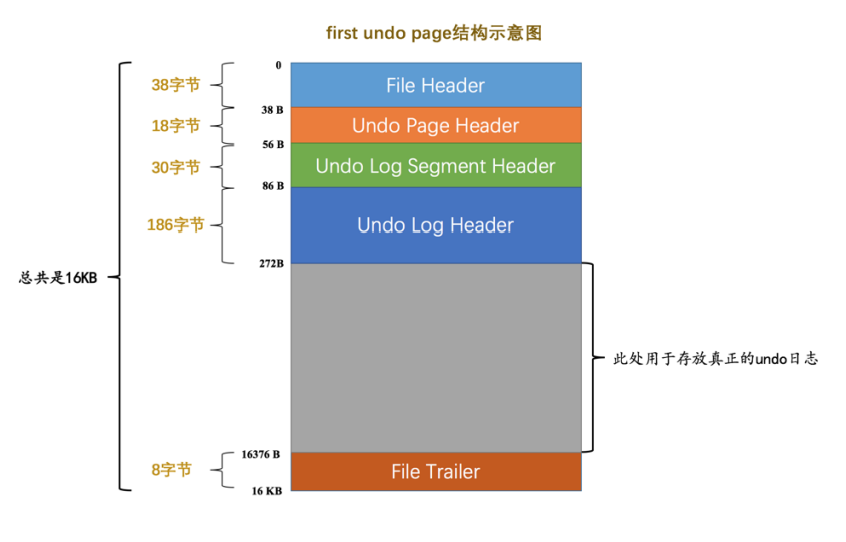 first undo page结构示意图
0
38字节
File Header
38 B
18字节
Undo Page Header
56 B
30字节
Undo Log Segment Header
86 B
186字节
Undo Log Header
272B
总共是16KB
此处用于存放真正的undo日志
16376 B
8字节
File Trailer
16 KB